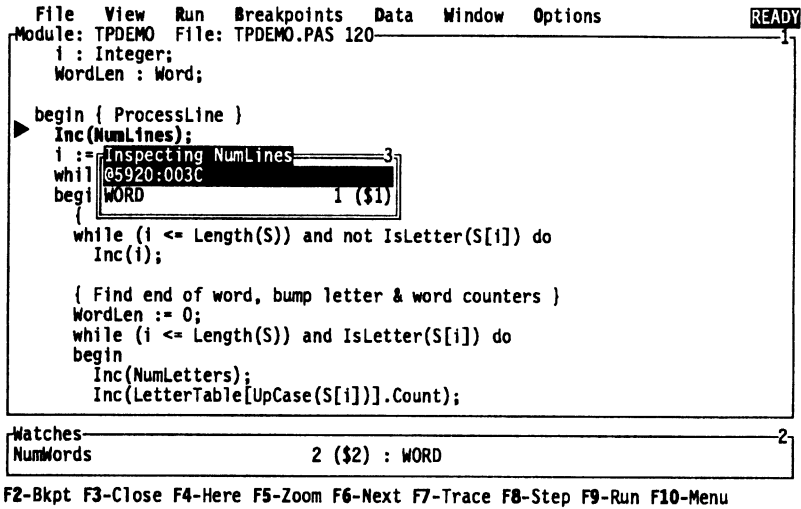 File View Run Breakpoints Data Window Options READY
Module: TPDEMO File: TPDEMO.PAS 120 1
i : Integer;
WordLen : Word;
begin { ProcessLine }
Inc(NumLines);
i := Inspecting NumLines 3
whil @5920:003C
begi WORD 1 ($1)
{
while (i <= Length(S)) and not IsLetter(S[i]) do
Inc(i);
{ Find end of word, bump letter & word counters }
WordLen := 0;
while (i <= Length(S)) and IsLetter(S[i]) do
begin
Inc(NumLetters);
Inc(LetterTable[UpCase(S[i])].Count);
Watches 2
NumWords 2 ($2) : WORD
F2-Bkpt F3-Close F4-Here F5-Zoom F6-Next F7-Trace F8-Step F9-Run F10-Menu